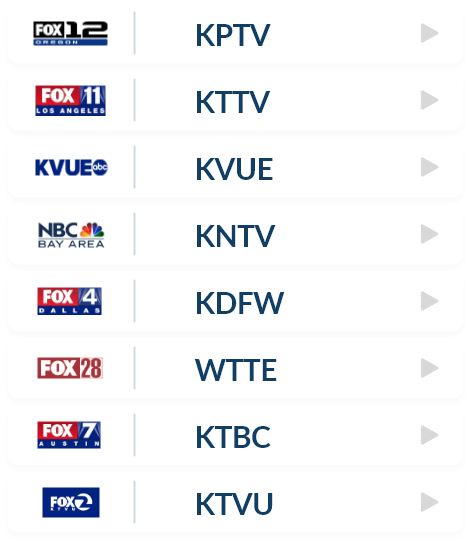 FOX 12
OREGON
KPTV
FOX 11
LOS ANGELES
KTTV
KVUE abc
KVUE
NBC
BAY AREA
KNTV
FOX 4
DALLAS
KDFW
FOX 28
WTTE
FOX 7
AUSTIN
KTBC
FOX 2
KTVU
KTVU